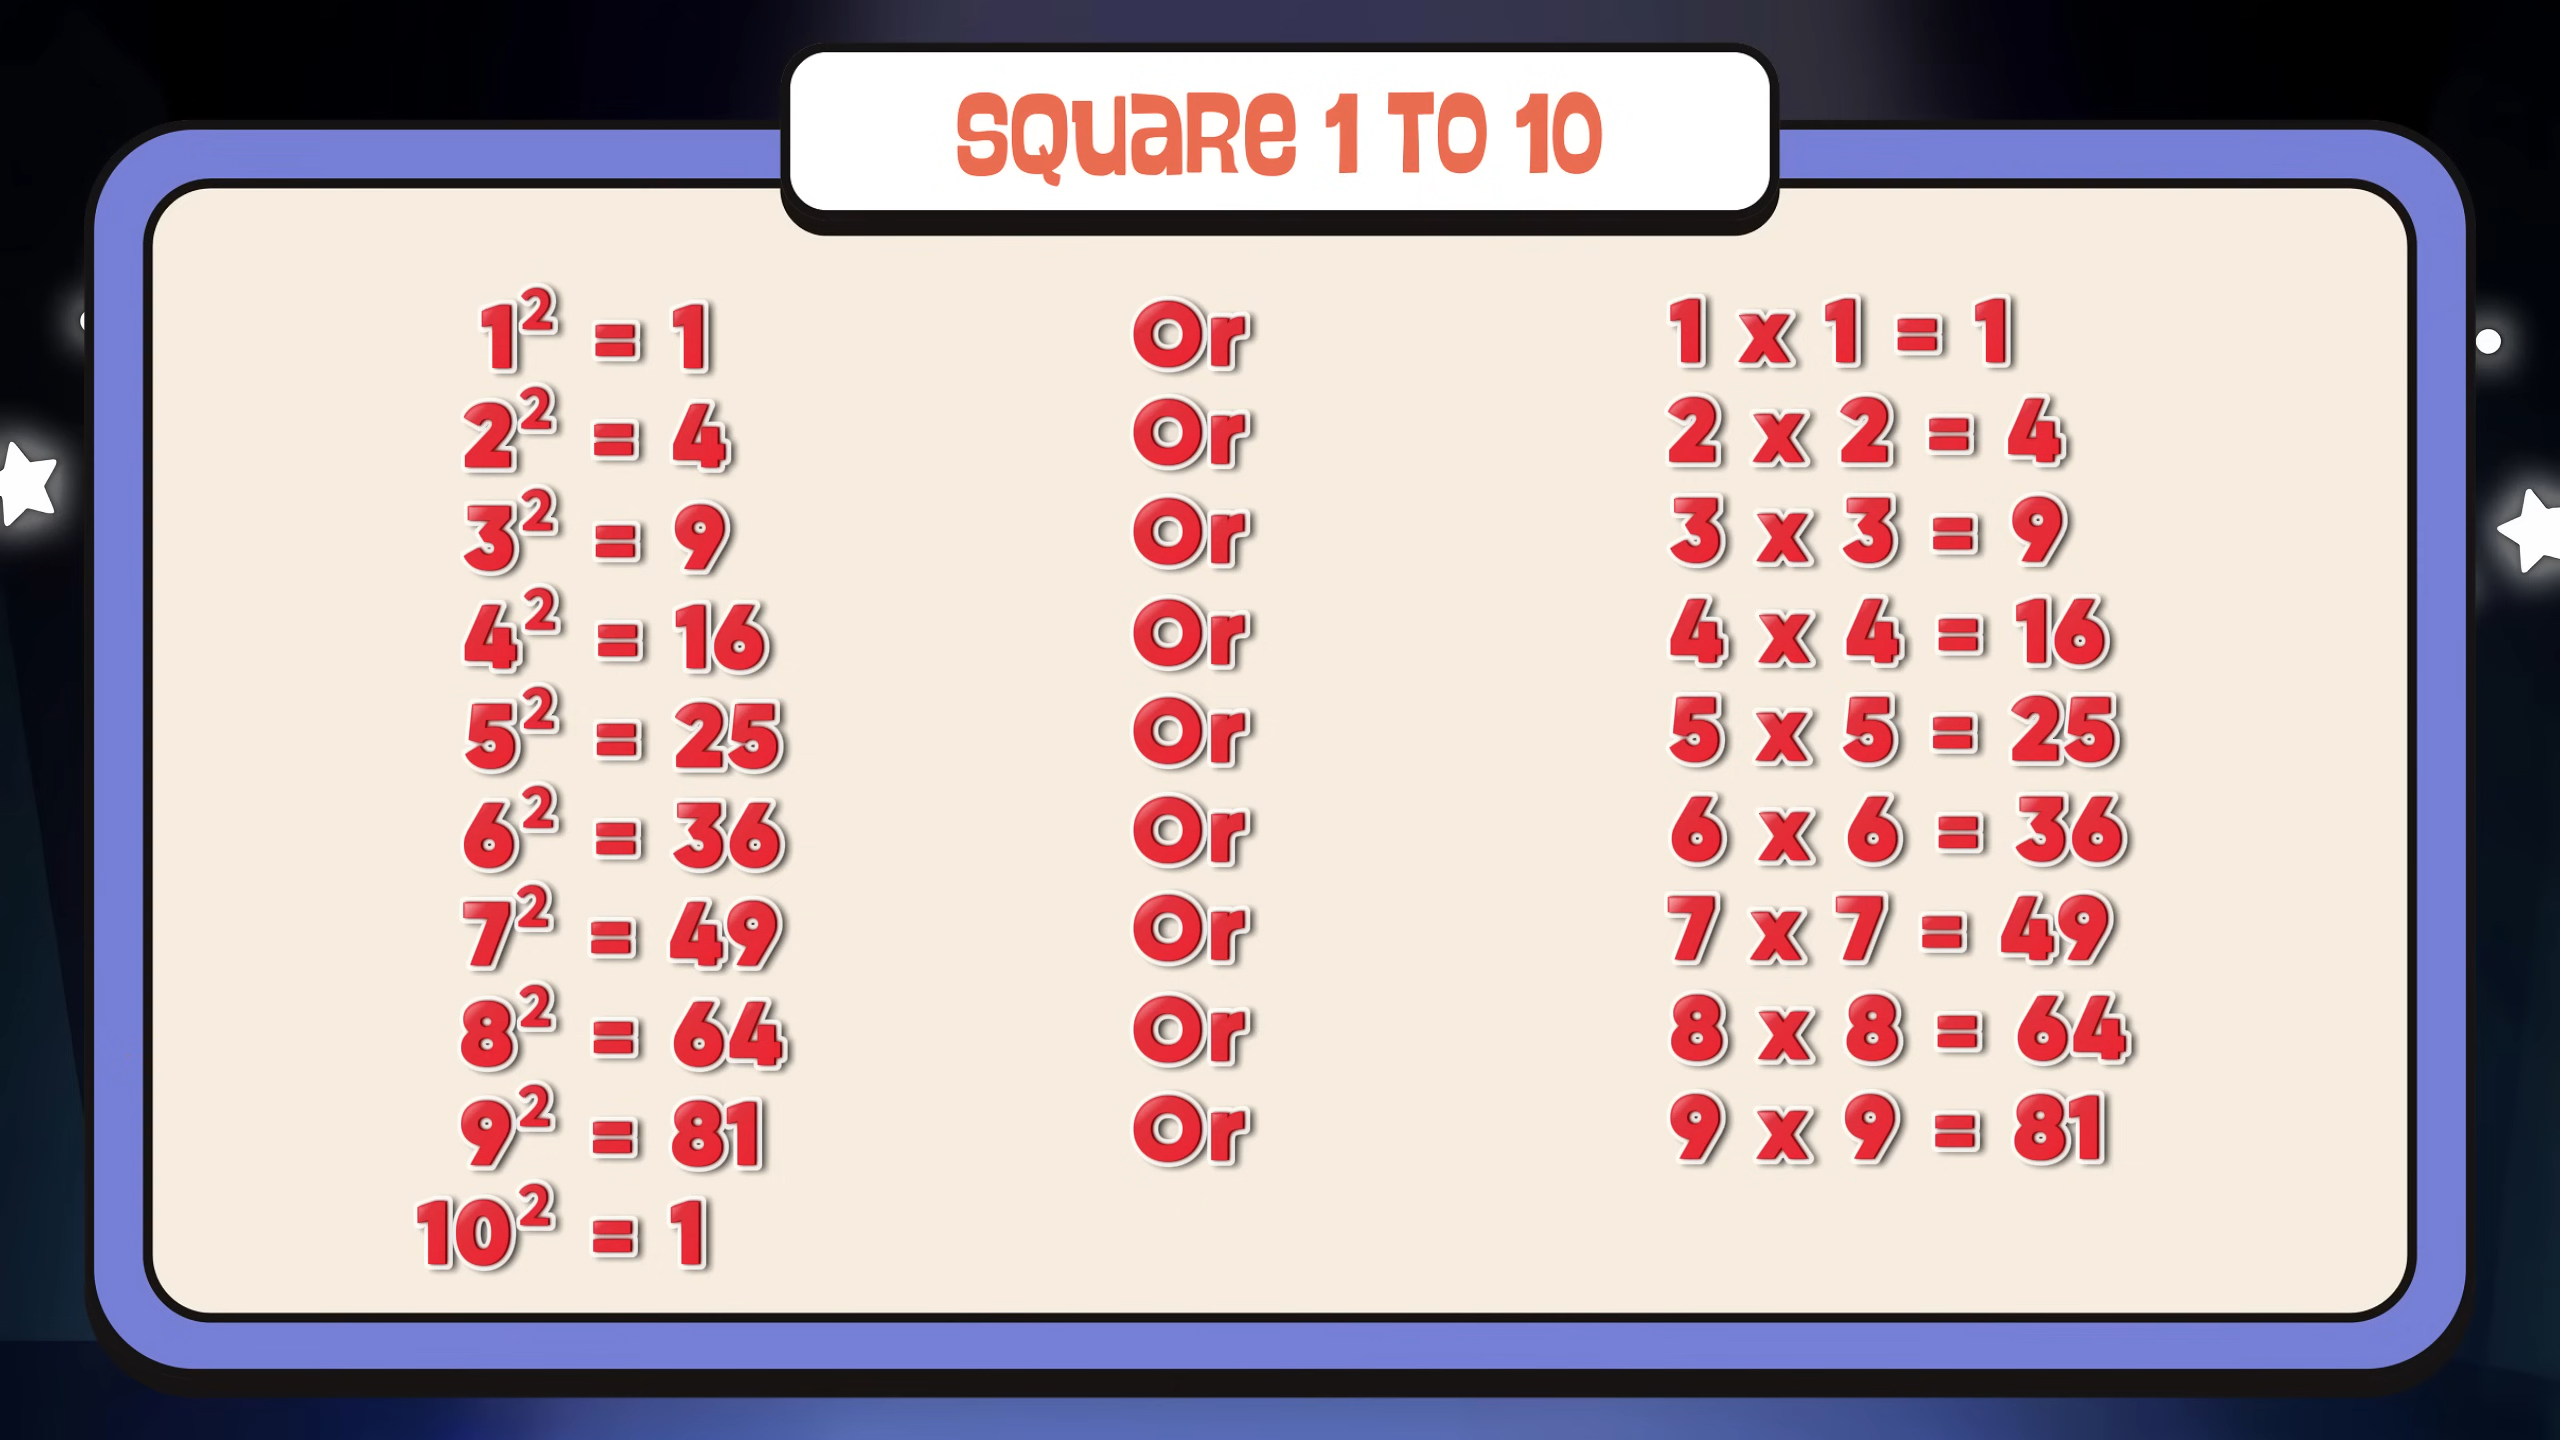 SQUARE 1 TO 10
1² = 1 Or 1 x 1 = 1
2² = 4 Or 2 x 2 = 4
3² = 9 Or 3 x 3 = 9
4² = 16 Or 4 x 4 = 16
5² = 25 Or 5 x 5 = 25
6² = 36 Or 6 x 6 = 36
7² = 49 Or 7 x 7 = 49
8² = 64 Or 8 x 8 = 64
9² = 81 Or 9 x 9 = 81
10² = 1